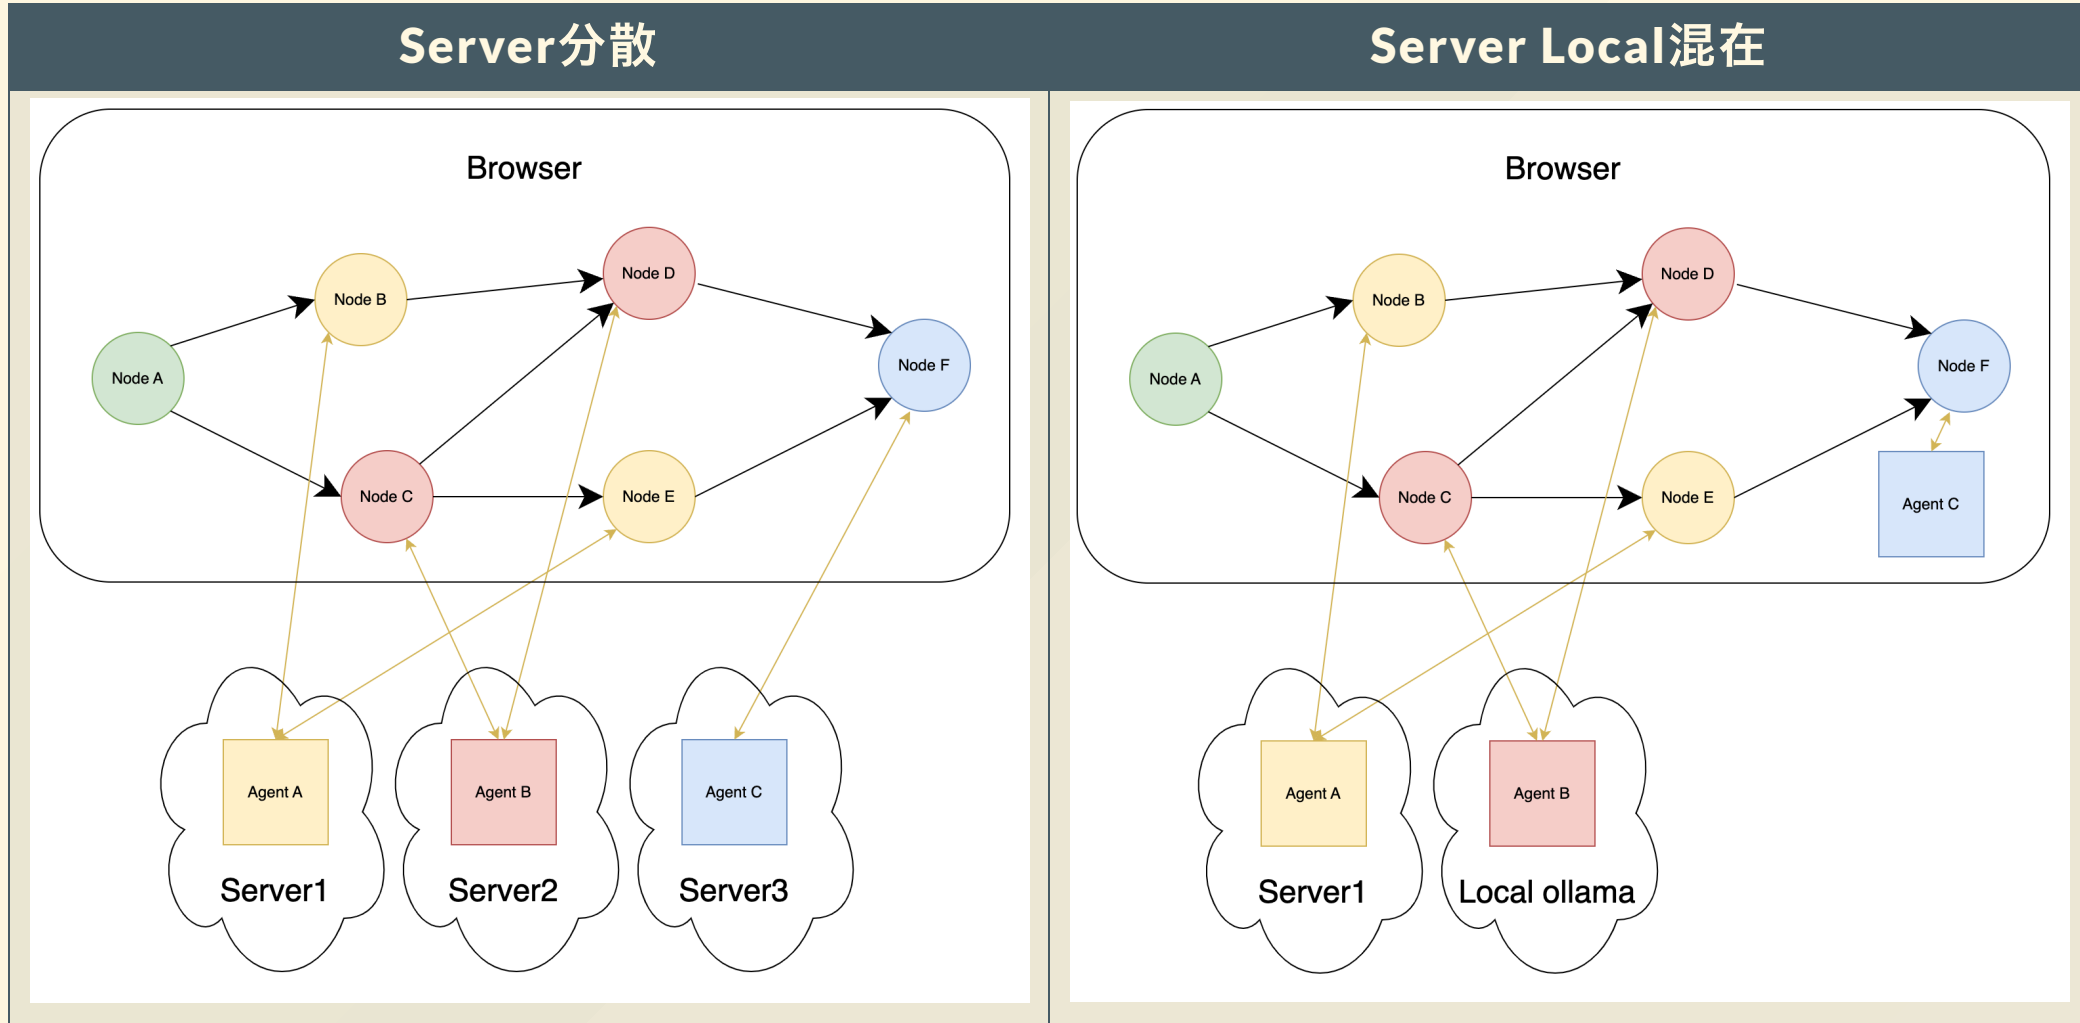 Server分散
Browser
Node D
Node B
Node F
Node A
Node C
Node E
Agent A
Agent B
Agent C
Server1
Server2
Server3
Server Local混在
Browser
Node D
Node B
Node F
Node A
Node C
Node E
Agent C
Agent A
Agent B
Server1
Local ollama